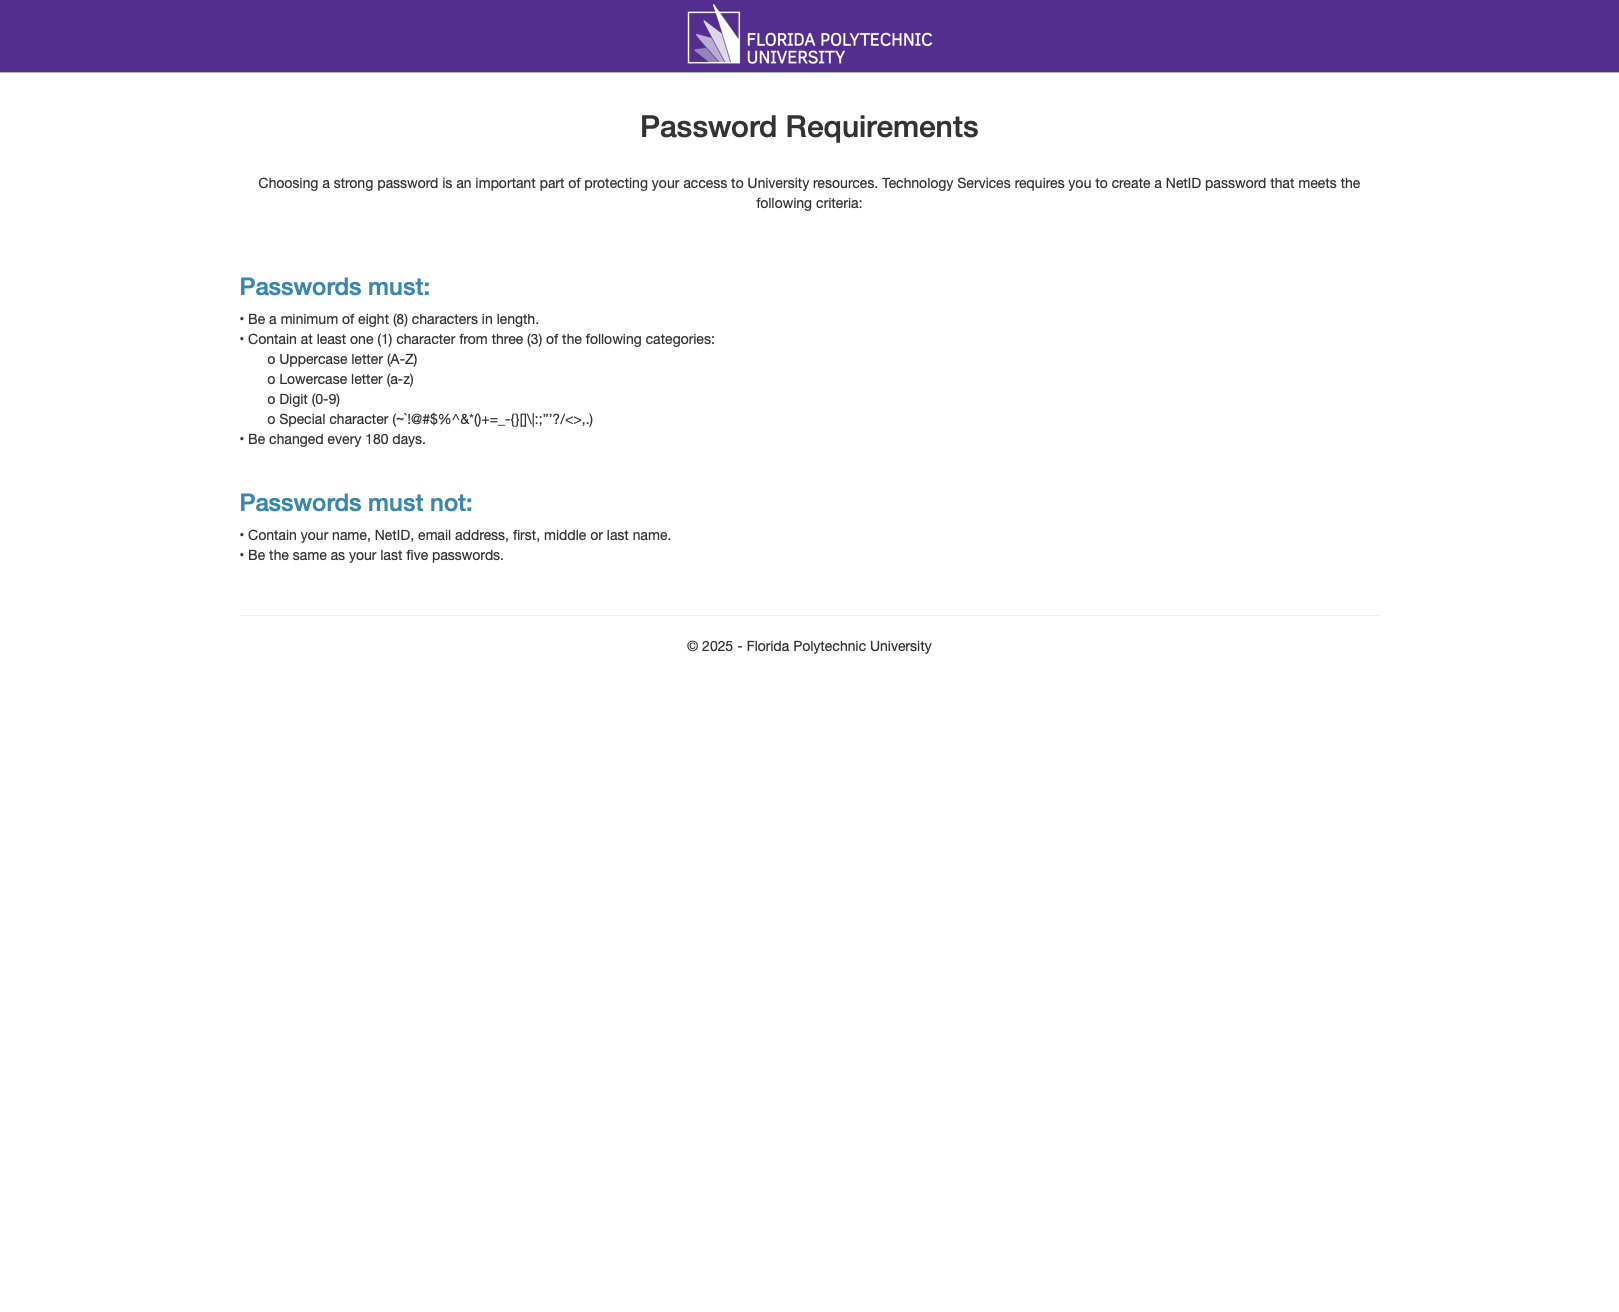 FLORIDA POLYTECHNIC
UNIVERSITY
Password Requirements
Choosing a strong password is an important part of protecting your access to University resources. Technology Services requires you to create a NetID password that meets the
following criteria:
Passwords must:
• Be a minimum of eight (8) characters in length.
• Contain at least one (1) character from three (3) of the following categories:
o Uppercase letter (A-Z)
o Lowercase letter (a-z)
o Digit (0-9)
o Special character (~`!@#$%^&*()+=_-{}[]\|:;”’?/<>,.)
• Be changed every 180 days.
Passwords must not:
• Contain your name, NetID, email address, first, middle or last name.
• Be the same as your last five passwords.
© 2025 - Florida Polytechnic University